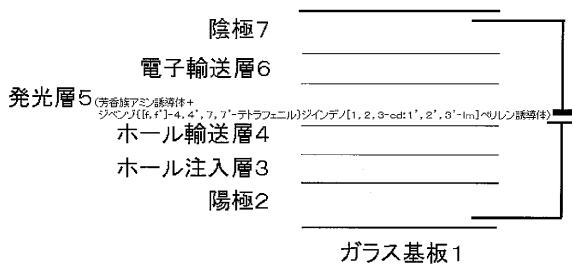 陰極7
電子輸送層6
発光層5(芳香族アミン誘導体+
ジベンゾ{[f,f']-4,4',7,7'-テトラフェニル}ジインデノ[1,2,3-cd:1',2',3'-lm]ペリレン誘導体)
ホール輸送層4
ホール注入層3
陽極2
ガラス基板1